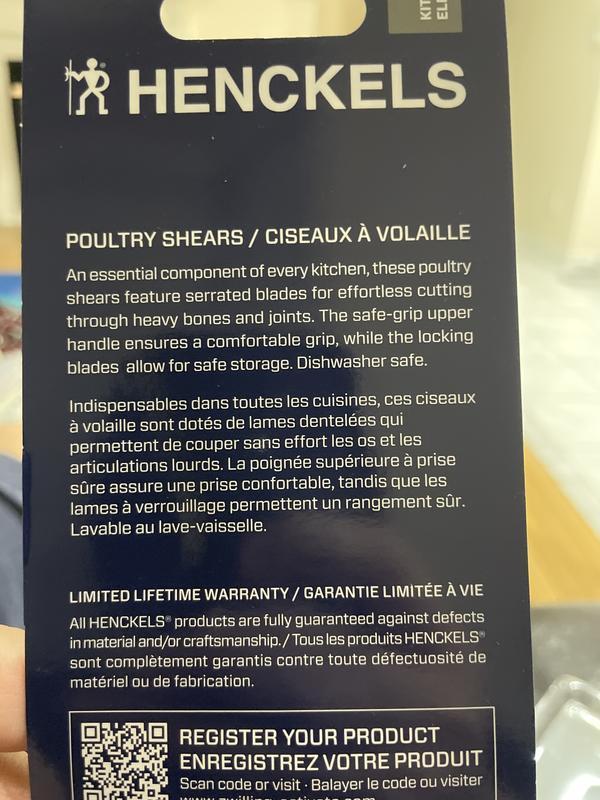 KIT
ELI
HENCKELS
POULTRY SHEARS / CISEAUX À VOLAILLE
An essential component of every kitchen, these poultry
shears feature serrated blades for effortless cutting
through heavy bones and joints. The safe-grip upper
handle ensures a comfortable grip, while the locking
blades allow for safe storage. Dishwasher safe.
Indispensables dans toutes les cuisines, ces ciseaux
à volaille sont dotés de lames dentelées qui
permettent de couper sans effort les os et les
articulations lourds. La poignée supérieure à prise
sûre assure une prise confortable, tandis que les
lames à verrouillage permettent un rangement sûr.
Lavable au lave-vaisselle.
LIMITED LIFETIME WARRANTY / GARANTIE LIMITÉE À VIE
All HENCKELS® products are fully guaranteed against defects
in material and/or craftsmanship. / Tous les produits HENCKELS®
sont complètement garantis contre toute défectuosité de
matériel ou de fabrication.
REGISTER YOUR PRODUCT
ENREGISTREZ VOTRE PRODUIT
Scan code or visit · Balayer le code ou visiter